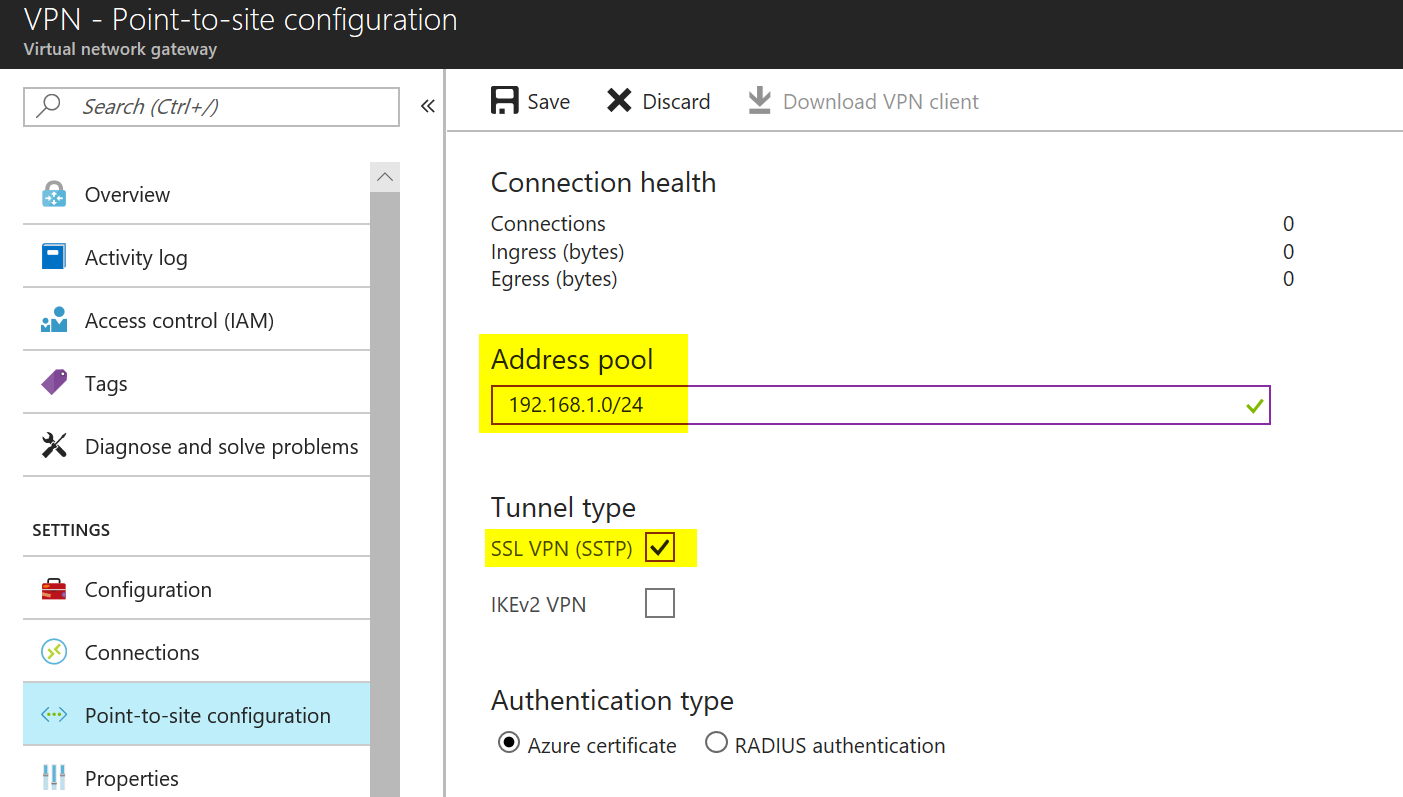 VPN - Point-to-site configuration
Virtual network gateway
Search (Ctrl+/)
Overview
Activity log
Access control (IAM)
Tags
Diagnose and solve problems
SETTINGS
Configuration
Connections
Point-to-site configuration
Properties
Save Discard Download VPN client
Connection health
Connections 0
Ingress (bytes) 0
Egress (bytes) 0
Address pool
192.168.1.0/24
Tunnel type
SSL VPN (SSTP)
IKEv2 VPN
Authentication type
Azure certificate RADIUS authentication